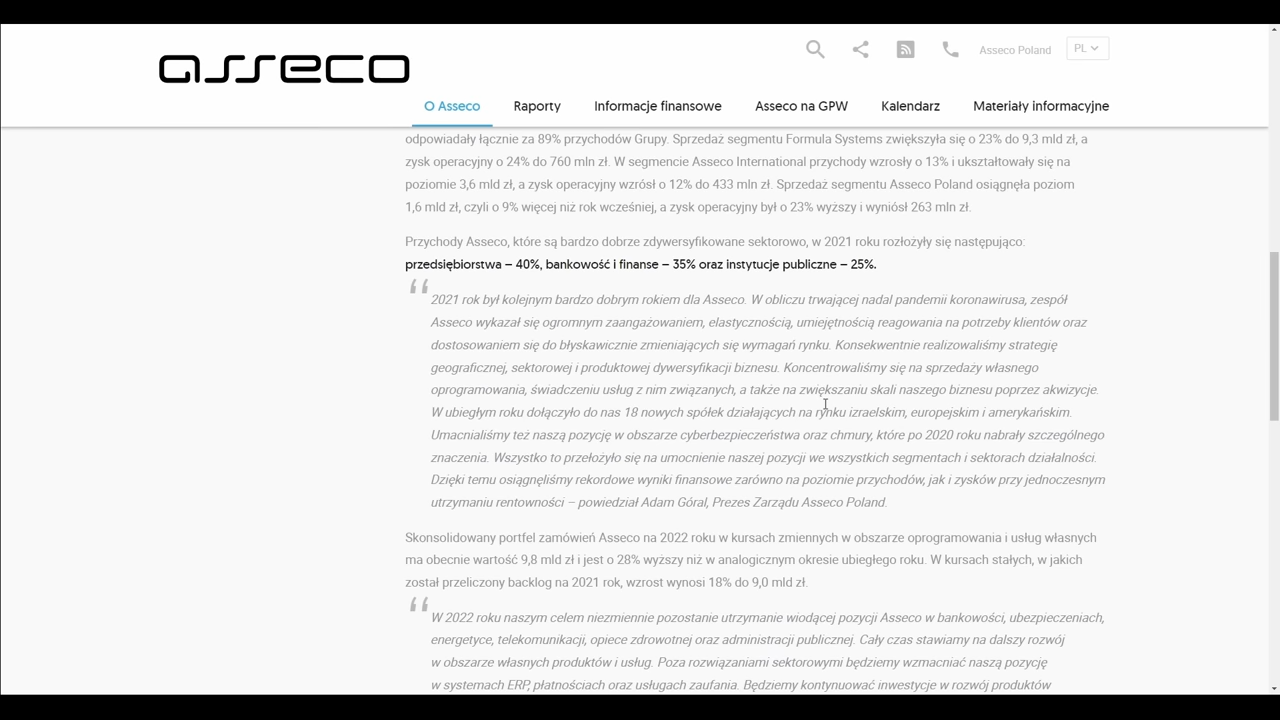 asseco
Asseco Poland
PL
O Asseco
Raporty
Informacje finansowe
Asseco na GPW
Kalendarz
Materiały informacyjne
odpowiadały łącznie za 89% przychodów Grupy. Sprzedaż segmentu Formula Systems zwiększyła się o 23% do 9,3 mld zł, a
zysk operacyjny o 24% do 760 mln zł. W segmencie Asseco International przychody wzrosły o 13% i ukształtowały się na
poziomie 3,6 mld zł, a zysk operacyjny wzrósł o 12% do 433 mln zł. Sprzedaż segmentu Asseco Poland osiągnęła poziom
1,6 mld zł, czyli o 9% więcej niż rok wcześniej, a zysk operacyjny był o 23% wyższy i wyniósł 263 mln zł.
Przychody Asseco, które są bardzo dobrze zdywersyfikowane sektorowo, w 2021 roku rozłożyły się następująco:
przedsiębiorstwa – 40%, bankowość i finanse – 35% oraz instytucje publiczne – 25%.
“ 2021 rok był kolejnym bardzo dobrym rokiem dla Asseco. W obliczu trwającej nadal pandemii koronawirusa, zespół
Asseco wykazał się ogromnym zaangażowaniem, elastycznością, umiejętnością reagowania na potrzeby klientów oraz
dostosowaniem się do błyskawicznie zmieniających się wymagań rynku. Konsekwentnie realizowaliśmy strategię
geograficznej, sektorowej i produktowej dywersyfikacji biznesu. Koncentrowaliśmy się na sprzedaży własnego
oprogramowania, świadczeniu usług z nim związanych, a także na zwiększaniu skali naszego biznesu poprzez akwizycje.
W ubiegłym roku dołączyło do nas 18 nowych spółek działających na rynku izraelskim, europejskim i amerykańskim.
Umacnialiśmy też naszą pozycję w obszarze cyberbezpieczeństwa oraz chmury, które po 2020 roku nabrały szczególnego
znaczenia. Wszystko to przełożyło się na umocnienie naszej pozycji we wszystkich segmentach i sektorach działalności.
Dzięki temu osiągnęliśmy rekordowe wyniki finansowe zarówno na poziomie przychodów, jak i zysków przy jednoczesnym
utrzymaniu rentowności – powiedział Adam Góral, Prezes Zarządu Asseco Poland.
Skonsolidowany portfel zamówień Asseco na 2022 roku w kursach zmiennych w obszarze oprogramowania i usług własnych
ma obecnie wartość 9,8 mld zł i jest o 28% wyższy niż w analogicznym okresie ubiegłego roku. W kursach stałych, w jakich
został przeliczony backlog na 2021 rok, wzrost wynosi 18% do 9,0 mld zł.
“ W 2022 roku naszym celem niezmiennie pozostanie utrzymanie wiodącej pozycji Asseco w bankowości, ubezpieczeniach,
energetyce, telekomunikacji, opiece zdrowotnej oraz administracji publicznej. Cały czas stawiamy na dalszy rozwój
w obszarze własnych produktów i usług. Poza rozwiązaniami sektorowymi będziemy wzmacniać naszą pozycję
w systemach ERP, płatnościach oraz usługach zaufania. Będziemy kontynuować inwestycje w rozwój produktów